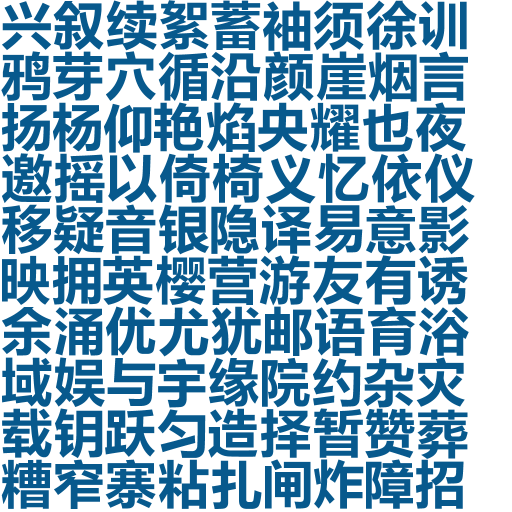 兴叙续絮蓄袖须徐训
鸦芽穴循沿颜崖烟言
扬杨仰艳焰央耀也夜
邀摇以倚椅义忆依仪
移疑音银隐译易意影
映拥英樱营游友有诱
余涌优尤犹邮语育浴
域娱与宇缘院约杂灾
载钥跃匀造择暂赞葬
糟窄寨粘扎闸炸障招